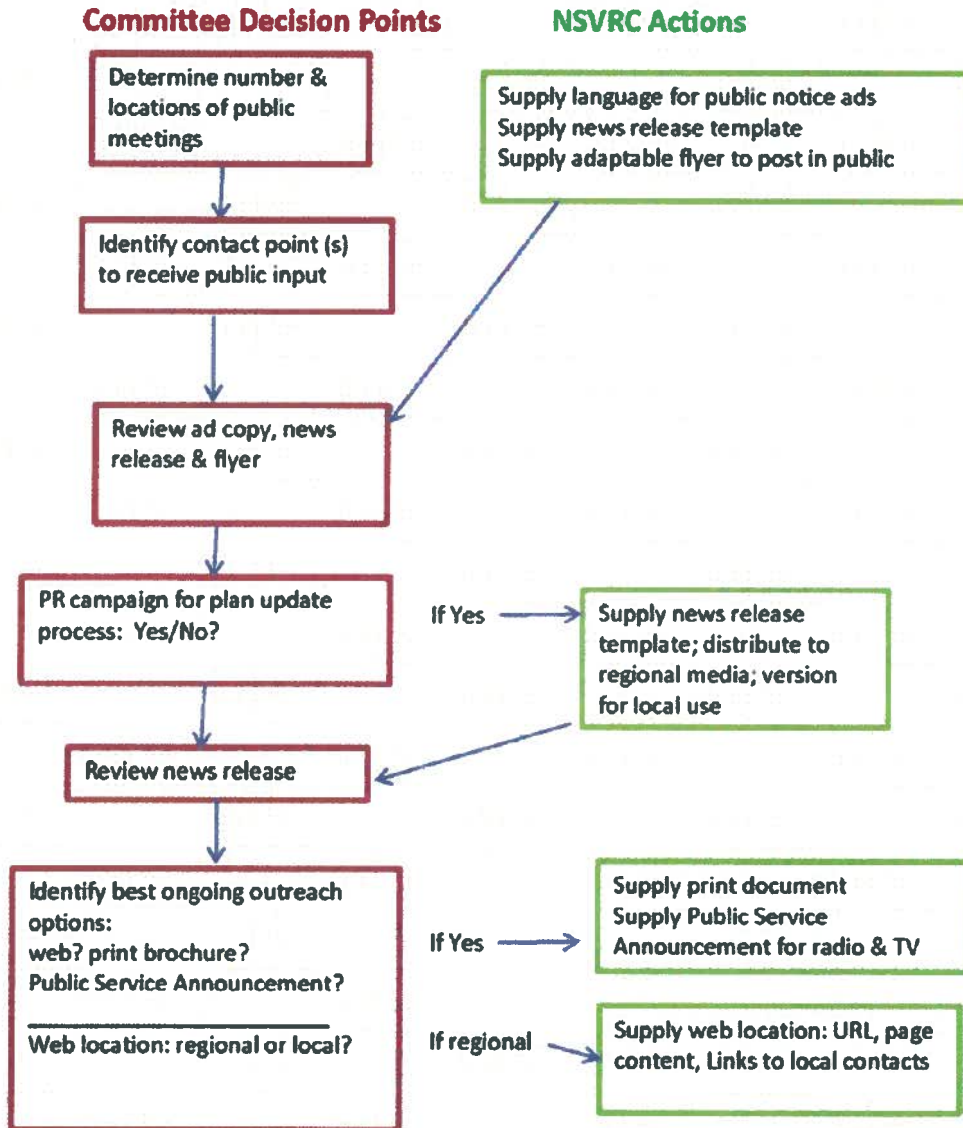 Committee Decision Points
NSVRC Actions
Determine number &
locations of public
meetings
Supply language for public notice ads
Supply news release template
Supply adaptable flyer to post in public
Identify contact point (s)
to receive public input
Review ad copy, news
release & flyer
PR campaign for plan update
process: Yes/No?
If Yes
Supply news release
template; distribute to
regional media; version
for local use
Review news release
Identify best ongoing outreach
options:
web? print brochure?
Public Service Announcement?
Web location: regional or local?
If Yes
Supply print document
Supply Public Service
Announcement for radio & TV
If regional
Supply web location: URL, page
content, Links to local contacts